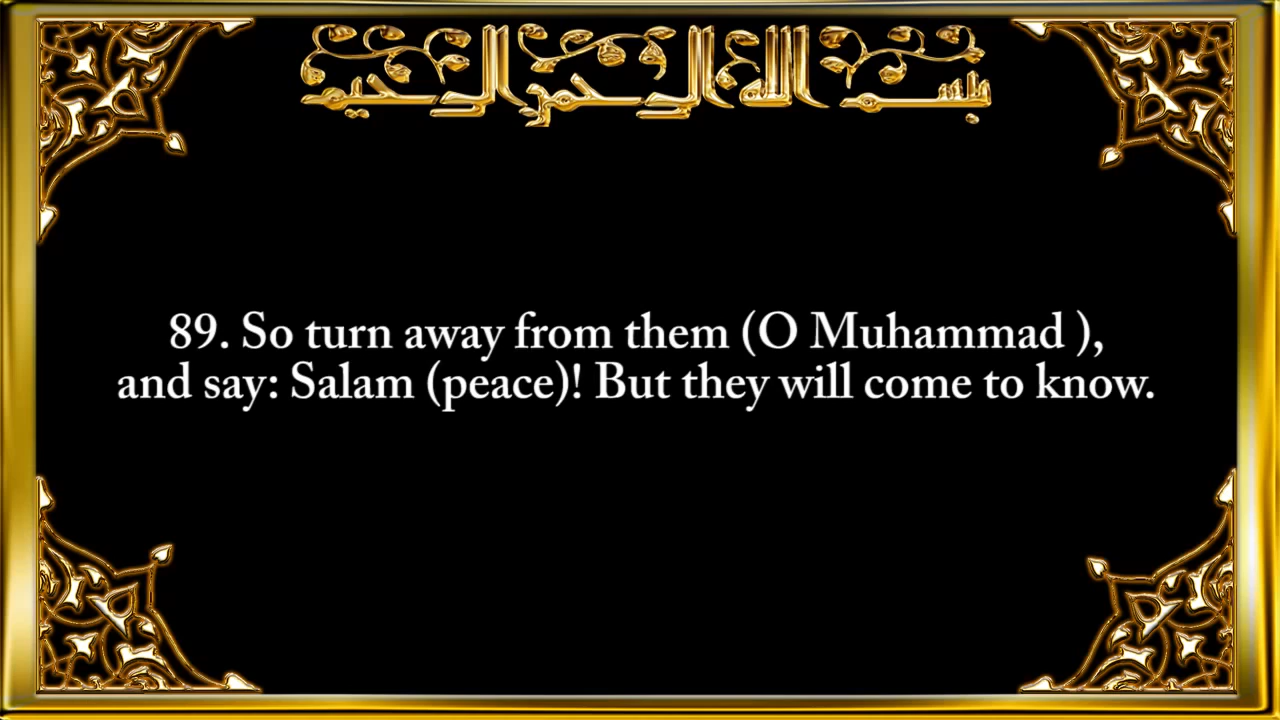 بسم الله الرحمن الرحيم
89. So turn away from them (O Muhammad ),
and say: Salam (peace)! But they will come to know.